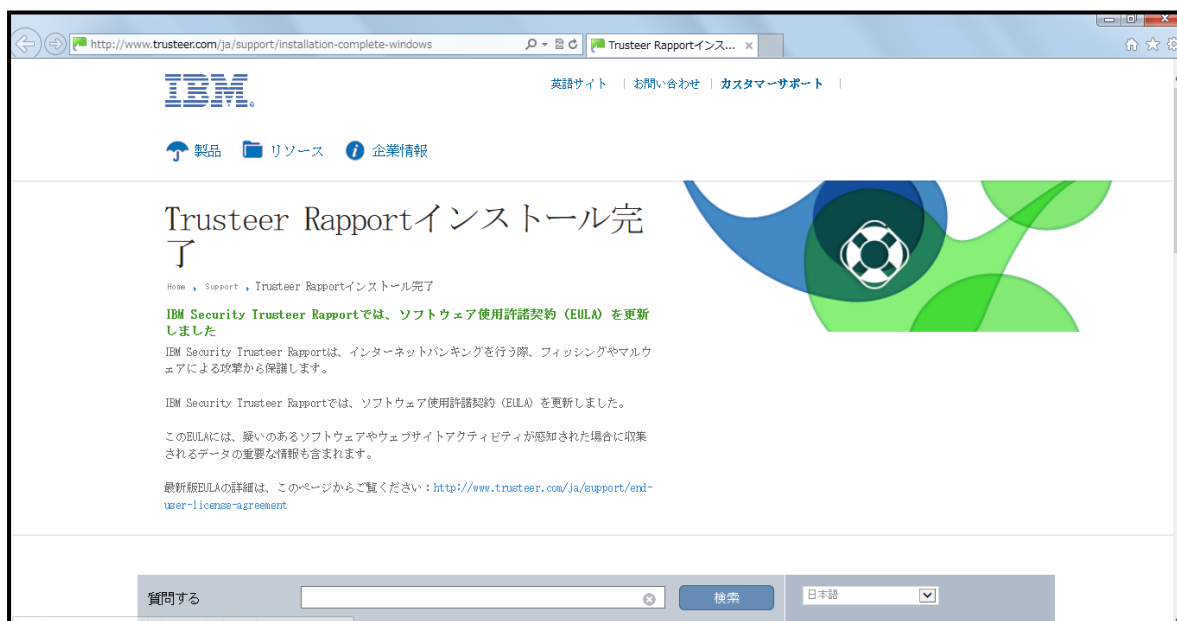 http://www.trusteer.com/ja/support/installation-complete-windows
Trusteer Rapportインス...
IBM
英語サイト | お問い合わせ | カスタマーサポート |
製品 リソース 企業情報
Trusteer Rapportインストール完
了
Home , Support , Trusteer Rapportインストール完了
IBM Security Trusteer Rapportでは、ソフトウェア使用許諾契約（EULA）を更新
しました
IBM Security Trusteer Rapportは、インターネットバンキングを行う際、フィッシングやマルウ
ェアによる攻撃から保護します。
IBM Security Trusteer Rapportでは、ソフトウェア使用許諾契約（EULA）を更新しました。
このEULAには、疑いのあるソフトウェアやウェブサイトアクティビティが感知された場合に収集
されるデータの重要な情報も含まれます。
最新版EULAの詳細は、このページからご覧ください：http://www.trusteer.com/ja/support/end-
user-license-agreement
質問する
検索
日本語